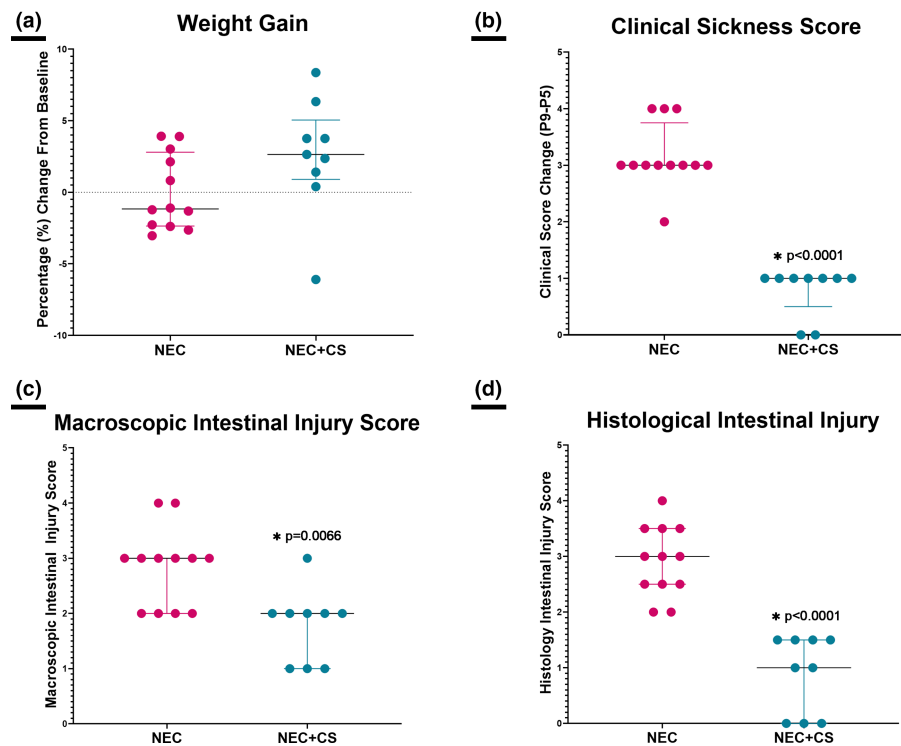 (a)
Weight Gain
Percentage (%) Change From Baseline
10
5
0
-5
-10
NEC
NEC+CS
(b)
Clinical Sickness Score
Clinical Score Change (P9-P5)
5
4
3
2
1
0
* p<0.0001
NEC
NEC+CS
(c)
Macroscopic Intestinal Injury Score
Macroscopic Intestinal Injury Score
5
4
3
2
1
0
* p=0.0066
NEC
NEC+CS
(d)
Histological Intestinal Injury
Histology Intestinal Injury Score
5
4
3
2
1
0
* p<0.0001
NEC
NEC+CS